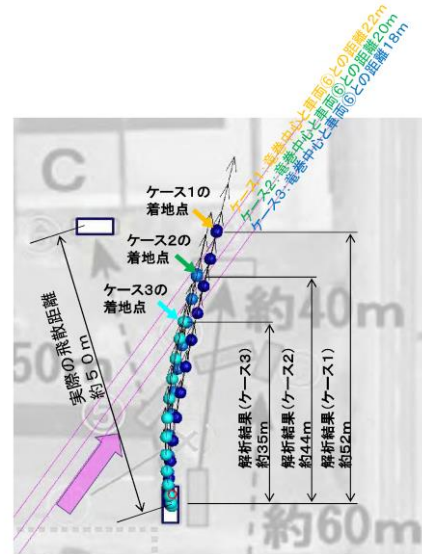 ケース1:竜巻中心と車両⑥との距離22m
ケース2:竜巻中心と車両⑥との距離20m
ケース3:竜巻中心と車両⑥との距離18m
C
ケース1の
着地点
ケース2の
着地点
ケース3の
着地点
実際の飛散距離
約50m
約40m
50m
解析結果(ケース3)
約35m
解析結果(ケース2)
約44m
解析結果(ケース1)
約52m
約60m